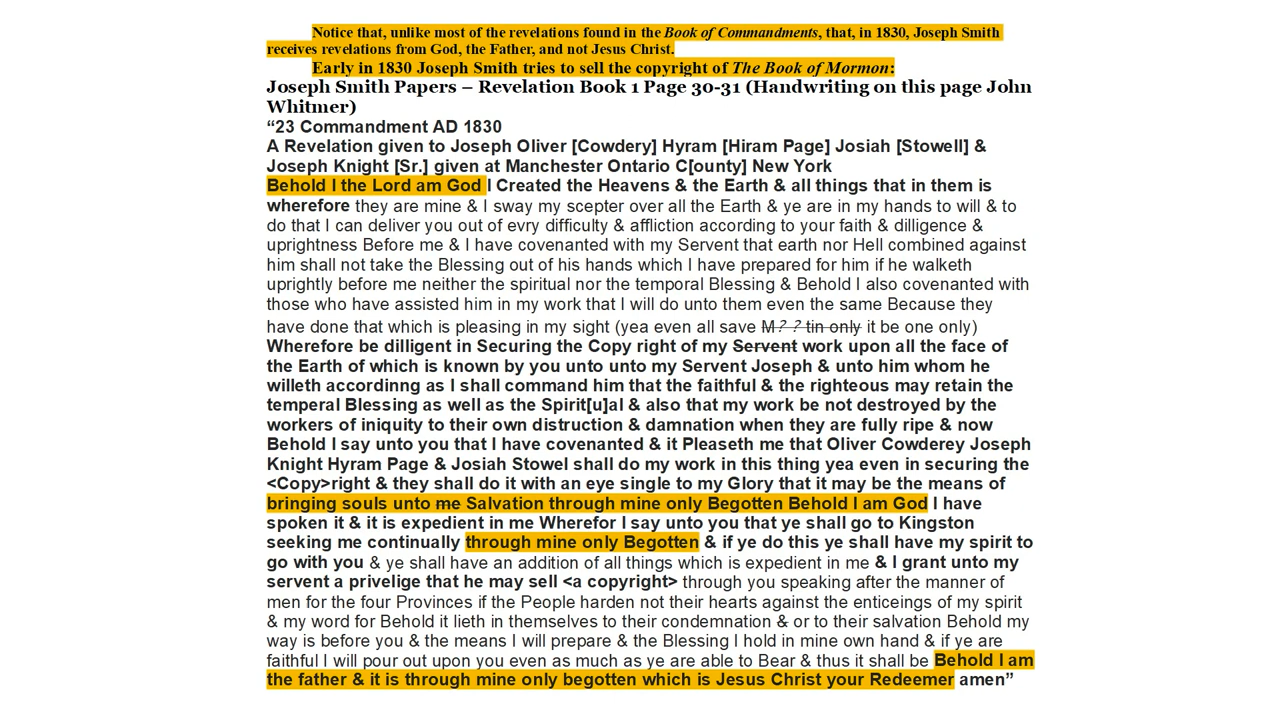 Notice that, unlike most of the revelations found in the Book of Commandments, that, in 1830, Joseph Smith
receives revelations from God, the Father, and not Jesus Christ.
Early in 1830 Joseph Smith tries to sell the copyright of The Book of Mormon:
Joseph Smith Papers – Revelation Book 1 Page 30-31 (Handwriting on this page John
Whitmer)
“23 Commandment AD 1830
A Revelation given to Joseph Oliver [Cowdery] Hyram [Hiram Page] Josiah [Stowell] &
Joseph Knight [Sr.] given at Manchester Ontario C[ounty] New York
Behold I the Lord am God I Created the Heavens & the Earth & all things that in them is
wherefore they are mine & I sway my scepter over all the Earth & ye are in my hands to will & to
do that I can deliver you out of evry difficulty & affliction according to your faith & dilligence &
uprightness Before me & I have covenanted with my Servent that earth nor Hell combined against
him shall not take the Blessing out of his hands which I have prepared for him if he walketh
uprightly before me neither the spiritual nor the temporal Blessing & Behold I also covenanted with
those who have assisted him in my work that I will do unto them even the same Because they
have done that which is pleasing in my sight (yea even all save M? ? tin only it be one only)
Wherefore be dilligent in Securing the Copy right of my Servent work upon all the face of
the Earth of which is known by you unto unto my Servent Joseph & unto him whom he
willeth accordinng as I shall command him that the faithful & the righteous may retain the
temperal Blessing as well as the Spirit[u]al & also that my work be not destroyed by the
workers of iniquity to their own distruction & damnation when they are fully ripe & now
Behold I say unto you that I have covenanted & it Pleaseth me that Oliver Cowderey Joseph
Knight Hyram Page & Josiah Stowel shall do my work in this thing yea even in securing the
<Copy>right & they shall do it with an eye single to my Glory that it may be the means of
bringing souls unto me Salvation through mine only Begotten Behold I am God I have
spoken it & it is expedient in me Wherefor I say unto you that ye shall go to Kingston
seeking me continually through mine only Begotten & if ye do this ye shall have my spirit to
go with you & ye shall have an addition of all things which is expedient in me & I grant unto my
servent a privelige that he may sell <a copyright> through you speaking after the manner of
men for the four Provinces if the People harden not their hearts against the enticeings of my spirit
& my word for Behold it lieth in themselves to their condemnation & or to their salvation Behold my
way is before you & the means I will prepare & the Blessing I hold in mine own hand & if ye are
faithful I will pour out upon you even as much as ye are able to Bear & thus it shall be Behold I am
the father & it is through mine only begotten which is Jesus Christ your Redeemer amen”